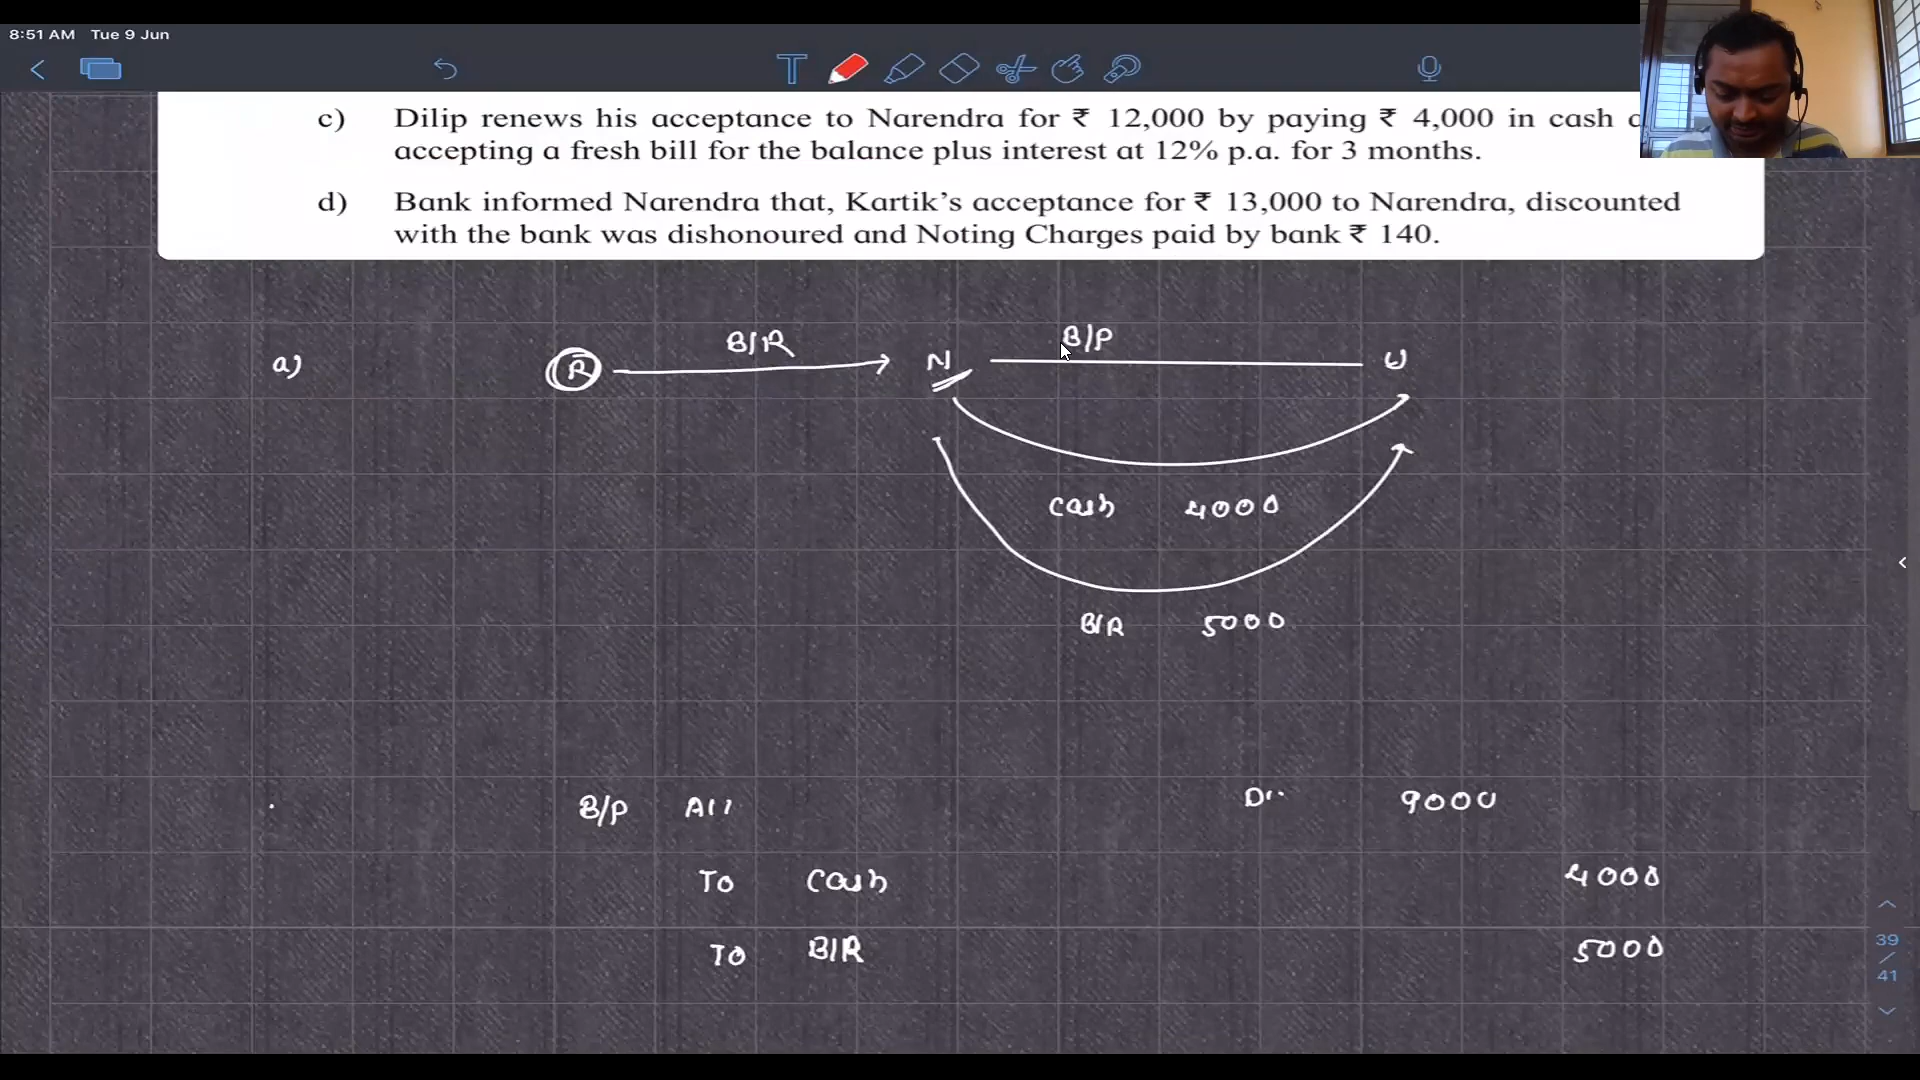 8:51 AM Tue 9 Jun
T
c) Dilip renews his acceptance to Narendra for ₹ 12,000 by paying ₹ 4,000 in cash
accepting a fresh bill for the balance plus interest at 12% p.a. for 3 months.
d) Bank informed Narendra that, Kartik's acceptance for ₹ 13,000 to Narendra, discounted
with the bank was dishonoured and Noting Charges paid by bank ₹ 140.
a) R B/R N B/P U
Cash 4000
B/R 5000
B/P A/c Dr. 9000
To Cash 4000
To B/R 5000
39
/
41